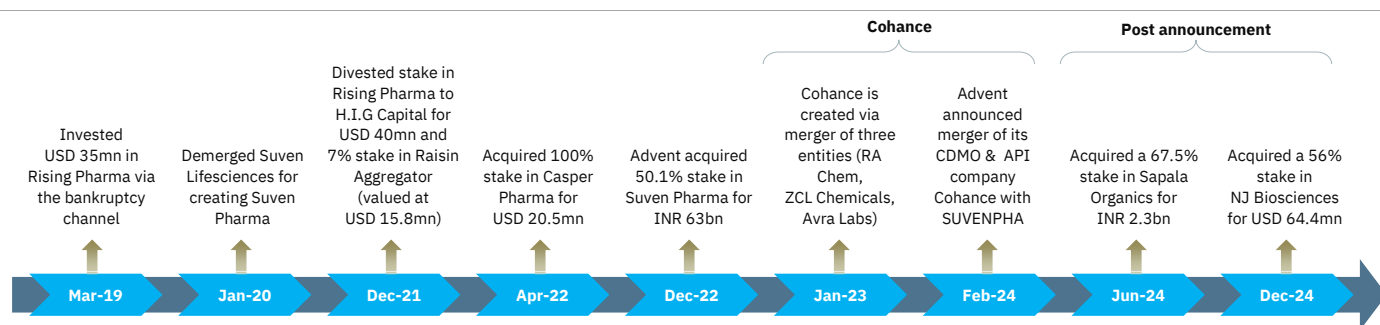 Cohance
Post announcement
Invested
USD 35mn in
Rising Pharma via
the bankruptcy
channel
Demerged Suven
Lifesciences for
creating Suven
Pharma
Divested stake in
Rising Pharma to
H.I.G Capital for
USD 40mn and
7% stake in Raisin
Aggregator
(valued at
USD 15.8mn)
Acquired 100%
stake in Casper
Pharma for
USD 20.5mn
Advent acquired
50.1% stake in
Suven Pharma for
INR 63bn
Cohance is
created via
merger of three
entities (RA
Chem,
ZCL Chemicals,
Avra Labs)
Advent
announced
merger of its
CDMO & API
company
Cohance with
SUVENPHA
Acquired a 67.5%
stake in Sapala
Organics for
INR 2.3bn
Acquired a 56%
stake in
NJ Biosciences
for USD 64.4mn
Mar-19
Jan-20
Dec-21
Apr-22
Dec-22
Jan-23
Feb-24
Jun-24
Dec-24